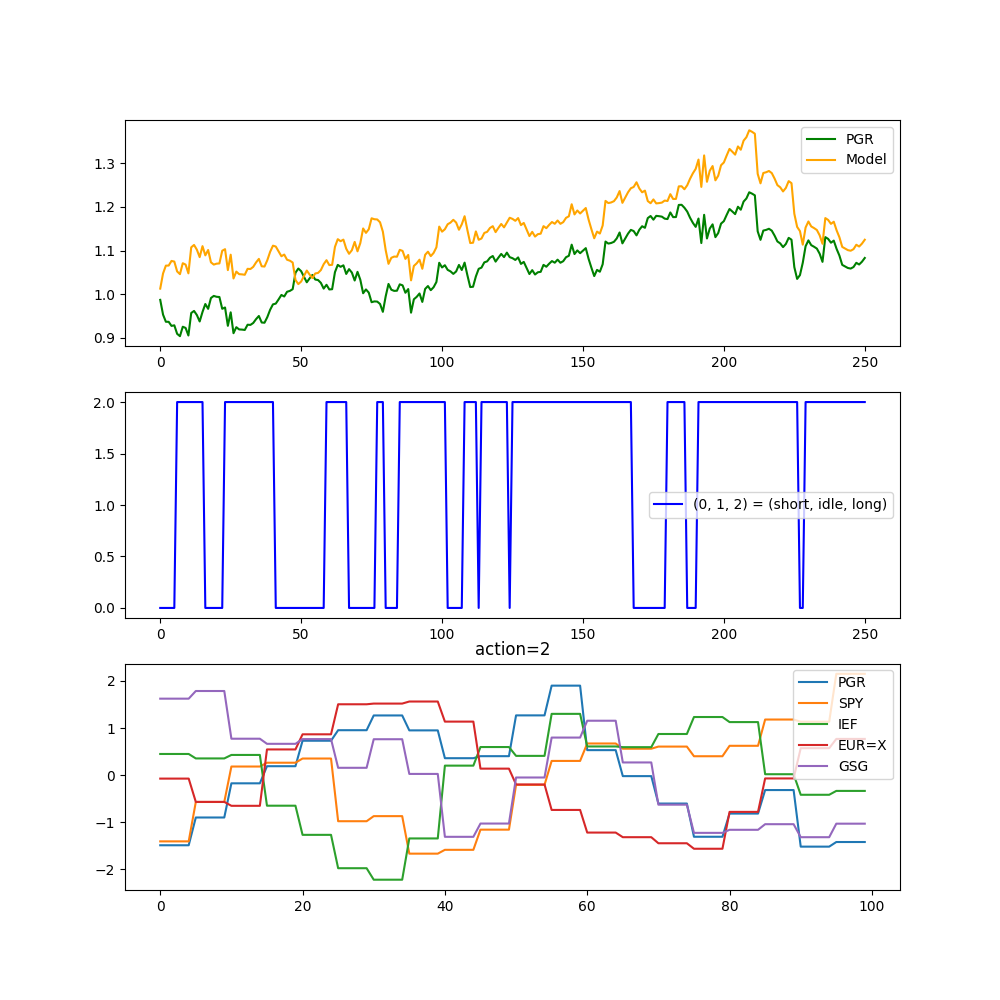 1.3
1.2
1.1
1.0
0.9
PGR
Model
0 50 100 150 200 250
2.0
1.5
1.0
0.5
0.0
(0, 1, 2) = (short, idle, long)
0 50 100 150 200 250
action=2
2
1
0
−1
−2
PGR
SPY
IEF
EUR=X
GSG
0 20 40 60 80 100